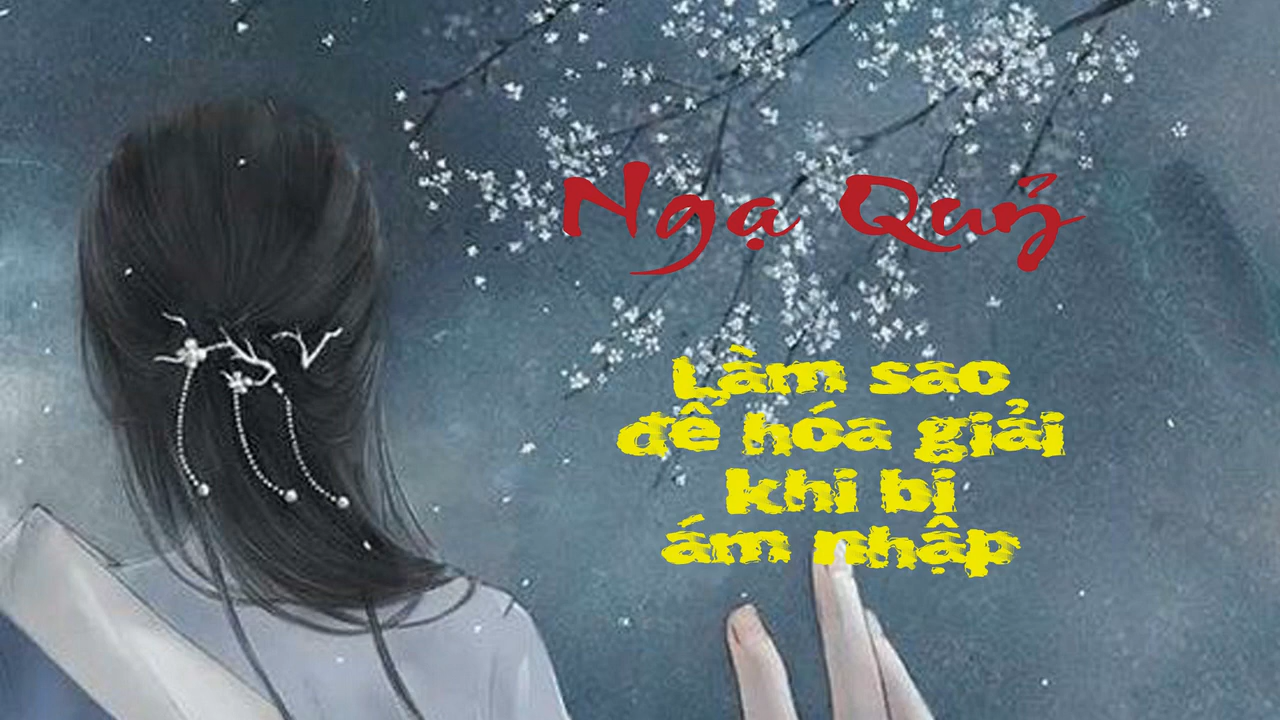 Ngạ Quỷ
Làm sao
để hóa giải
khi bị
ám nhập